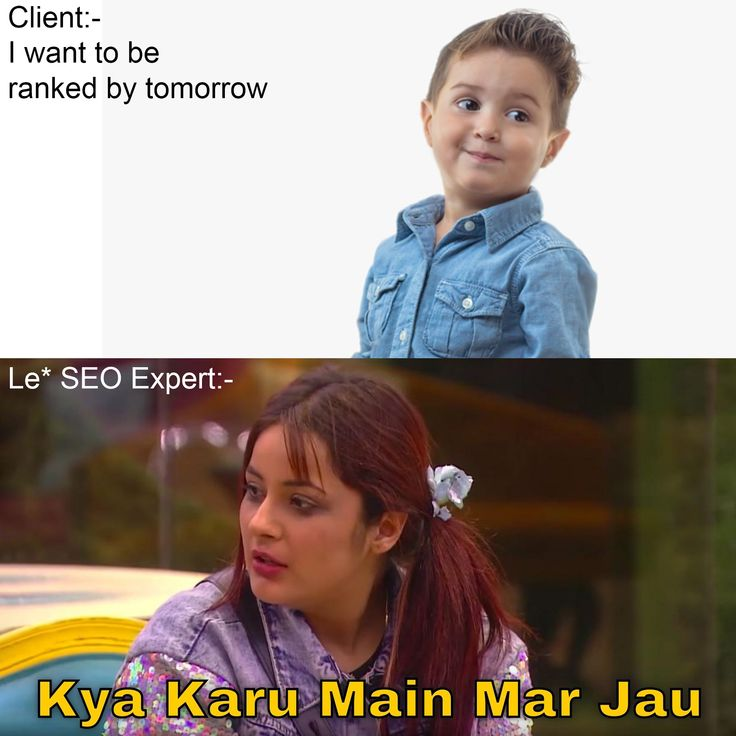 Client:-
I want to be
ranked by tomorrow
Le* SEO Expert:-
Kya Karu Main Mar Jau